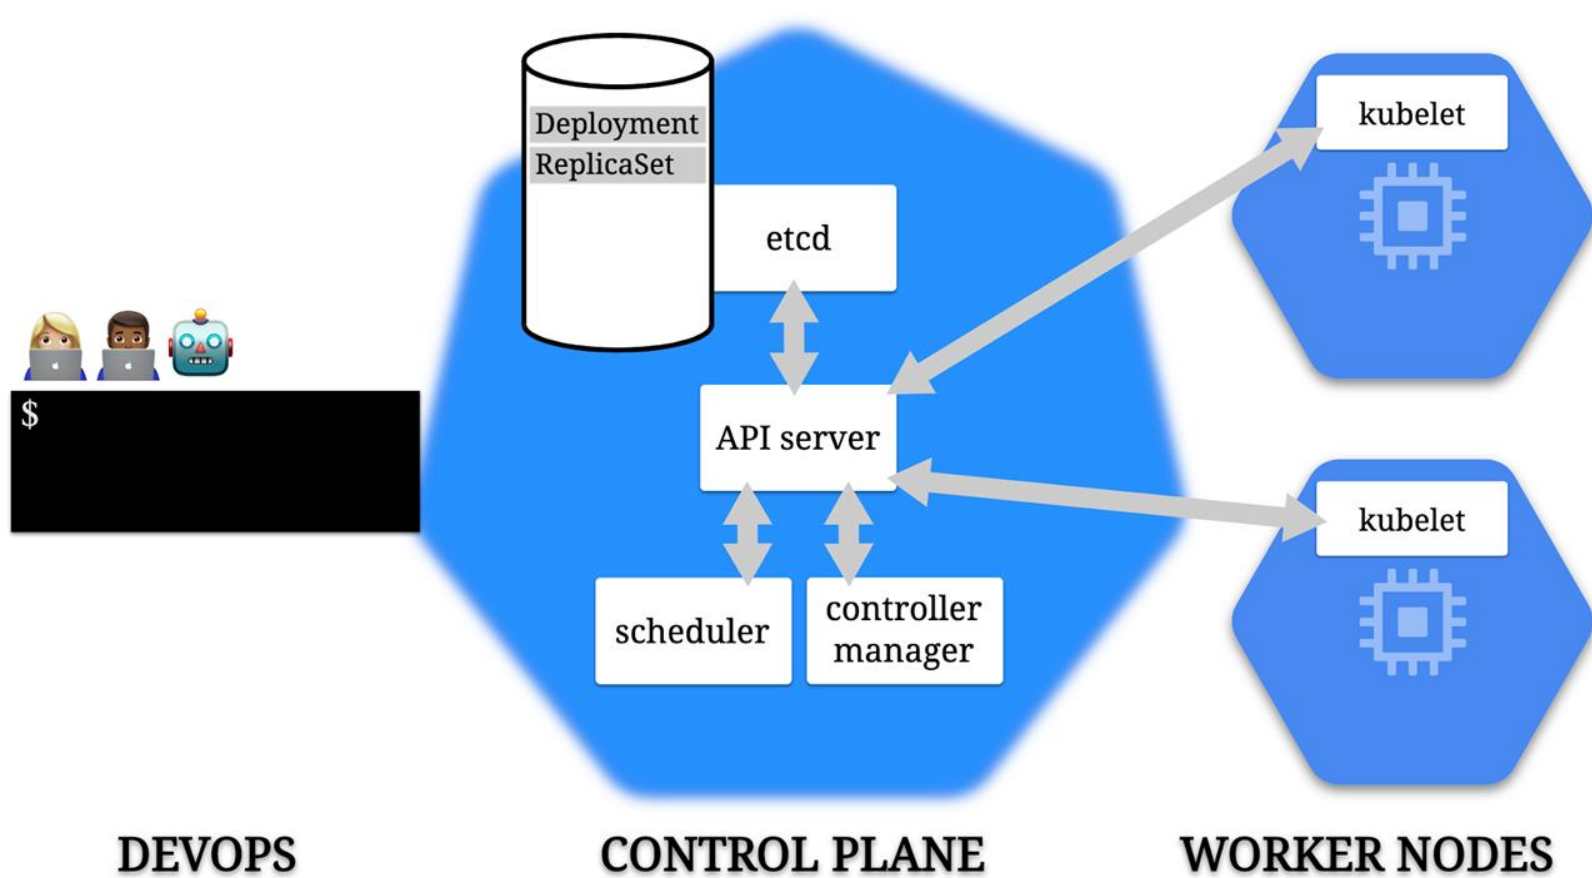 Deployment
ReplicaSet
etcd
kubelet
$
API server
kubelet
scheduler
controller
manager
DEVOPS
CONTROL PLANE
WORKER NODES